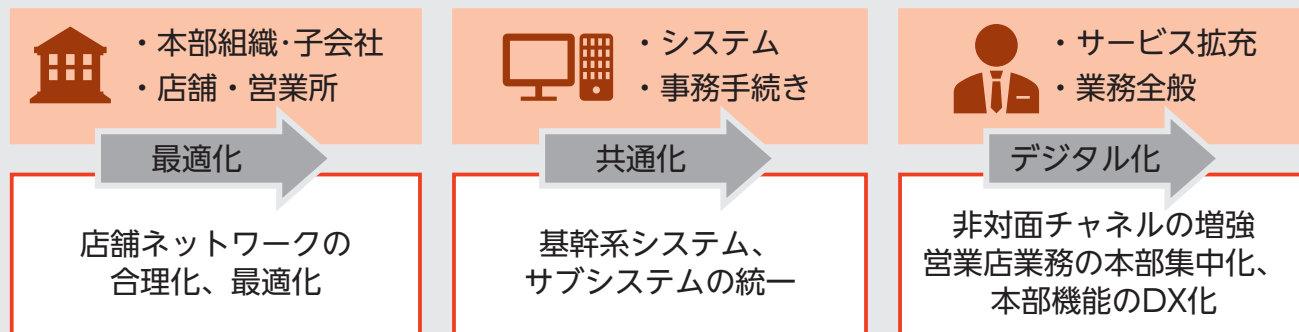 ・本部組織・子会社
・店舗・営業所
最適化
店舗ネットワークの
合理化、最適化
・システム
・事務手続き
共通化
基幹系システム、
サブシステムの統一
・サービス拡充
・業務全般
デジタル化
非対面チャネルの増強
営業店業務の本部集中化、
本部機能のDX化